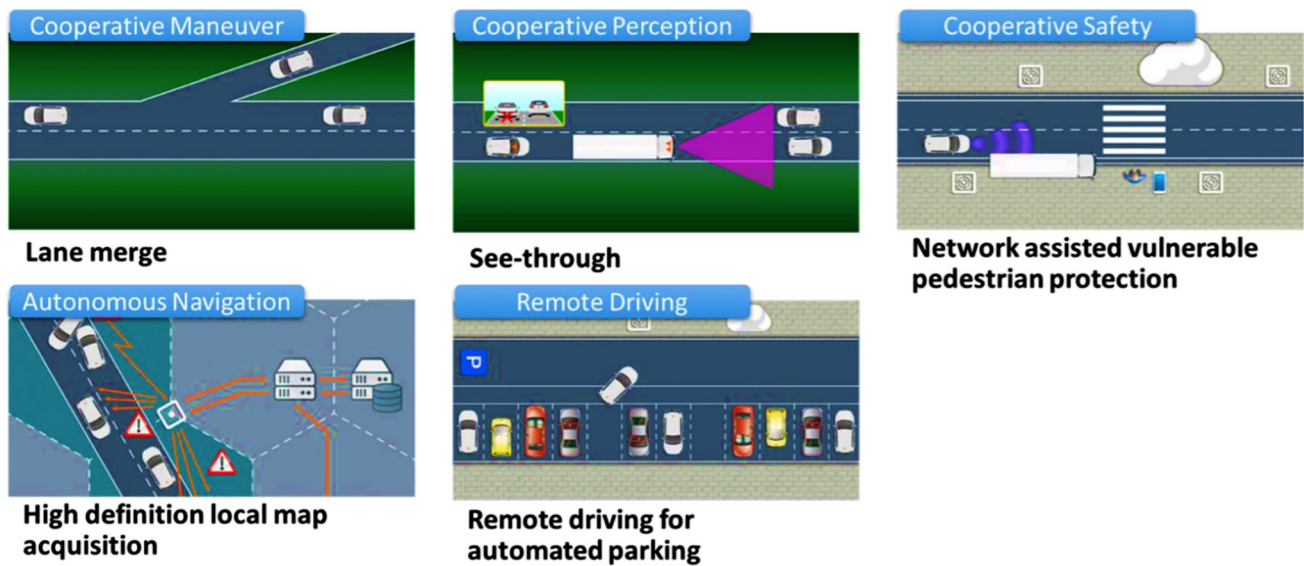 Cooperative Maneuver
Lane merge
Cooperative Perception
See-through
Cooperative Safety
Network assisted vulnerable
pedestrian protection
Autonomous Navigation
High definition local map
acquisition
Remote Driving
P
Remote driving for
automated parking